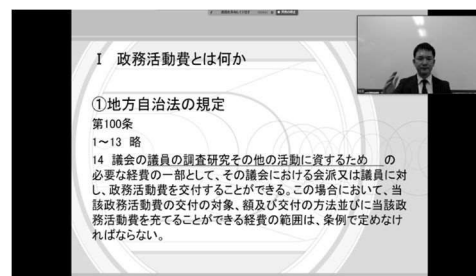 Ⅰ　政務活動費とは何か
①地方自治法の規定
第100条
1～13　略
14　議会の議員の調査研究その他の活動に資するため　の
必要な経費の一部として、その議会における会派又は議員に対
し、政務活動費を交付することができる。この場合において、当
該政務活動費の交付の対象、額及び交付の方法並びに当該政
務活動費を充てることができる経費の範囲は、条例で定めなけ
ればならない。